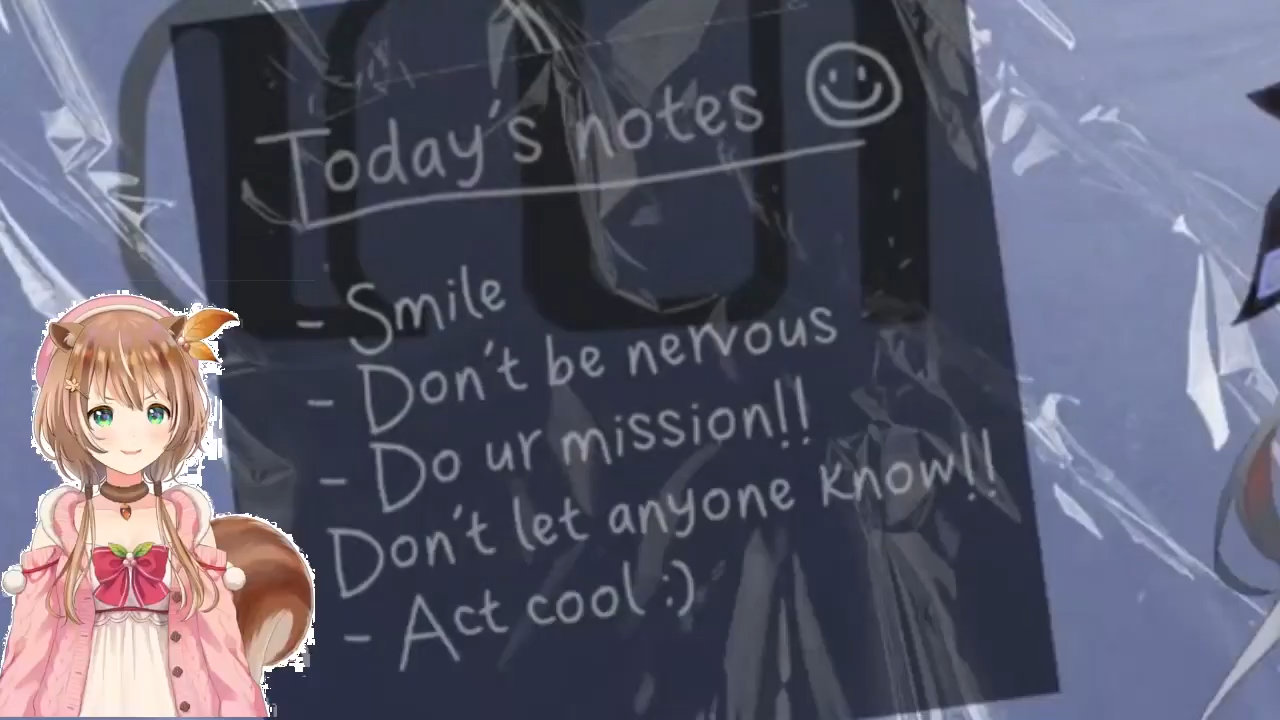 Today's notes
- Smile
- Don't be nervous
- Do ur mission!!
Don't let anyone know!!
- Act cool :)